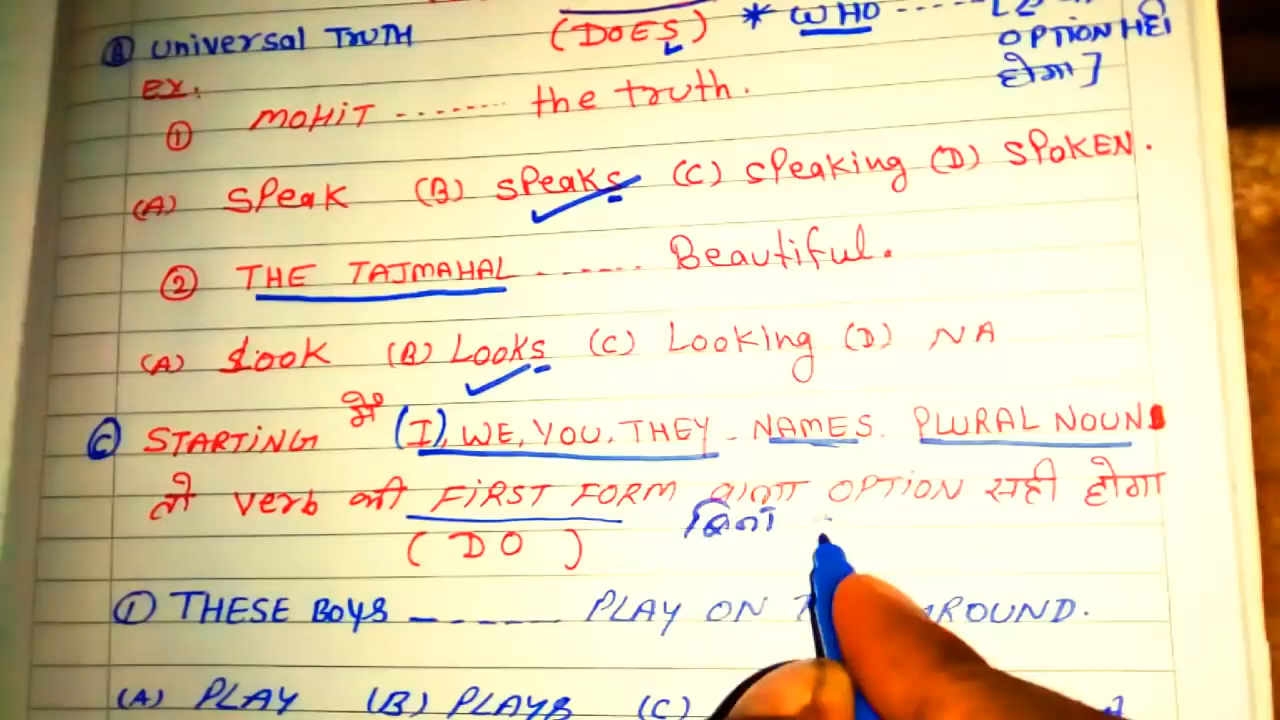 (B) Universal TRUTH (DOES) * WHO ----- [2
OPTION सही
होगा]
Ex.
① MOHIT -------- the truth.
(A) Speak (B) Speaks (C) Speaking (D) SPOKEN.
② THE TAJMAHAL ------ Beautiful.
(A) Look (B) Looks (C) Looking (D) NA
(C) STARTING में (I), WE, YOU, THEY, NAMES, PLURAL NOUN
तो verb की FIRST FORM वाला OPTION सही होगा
(DO) बिना
① THESE BOYS ------ PLAY ON GROUND.
(A) PLAY (B) PLAYS (C)